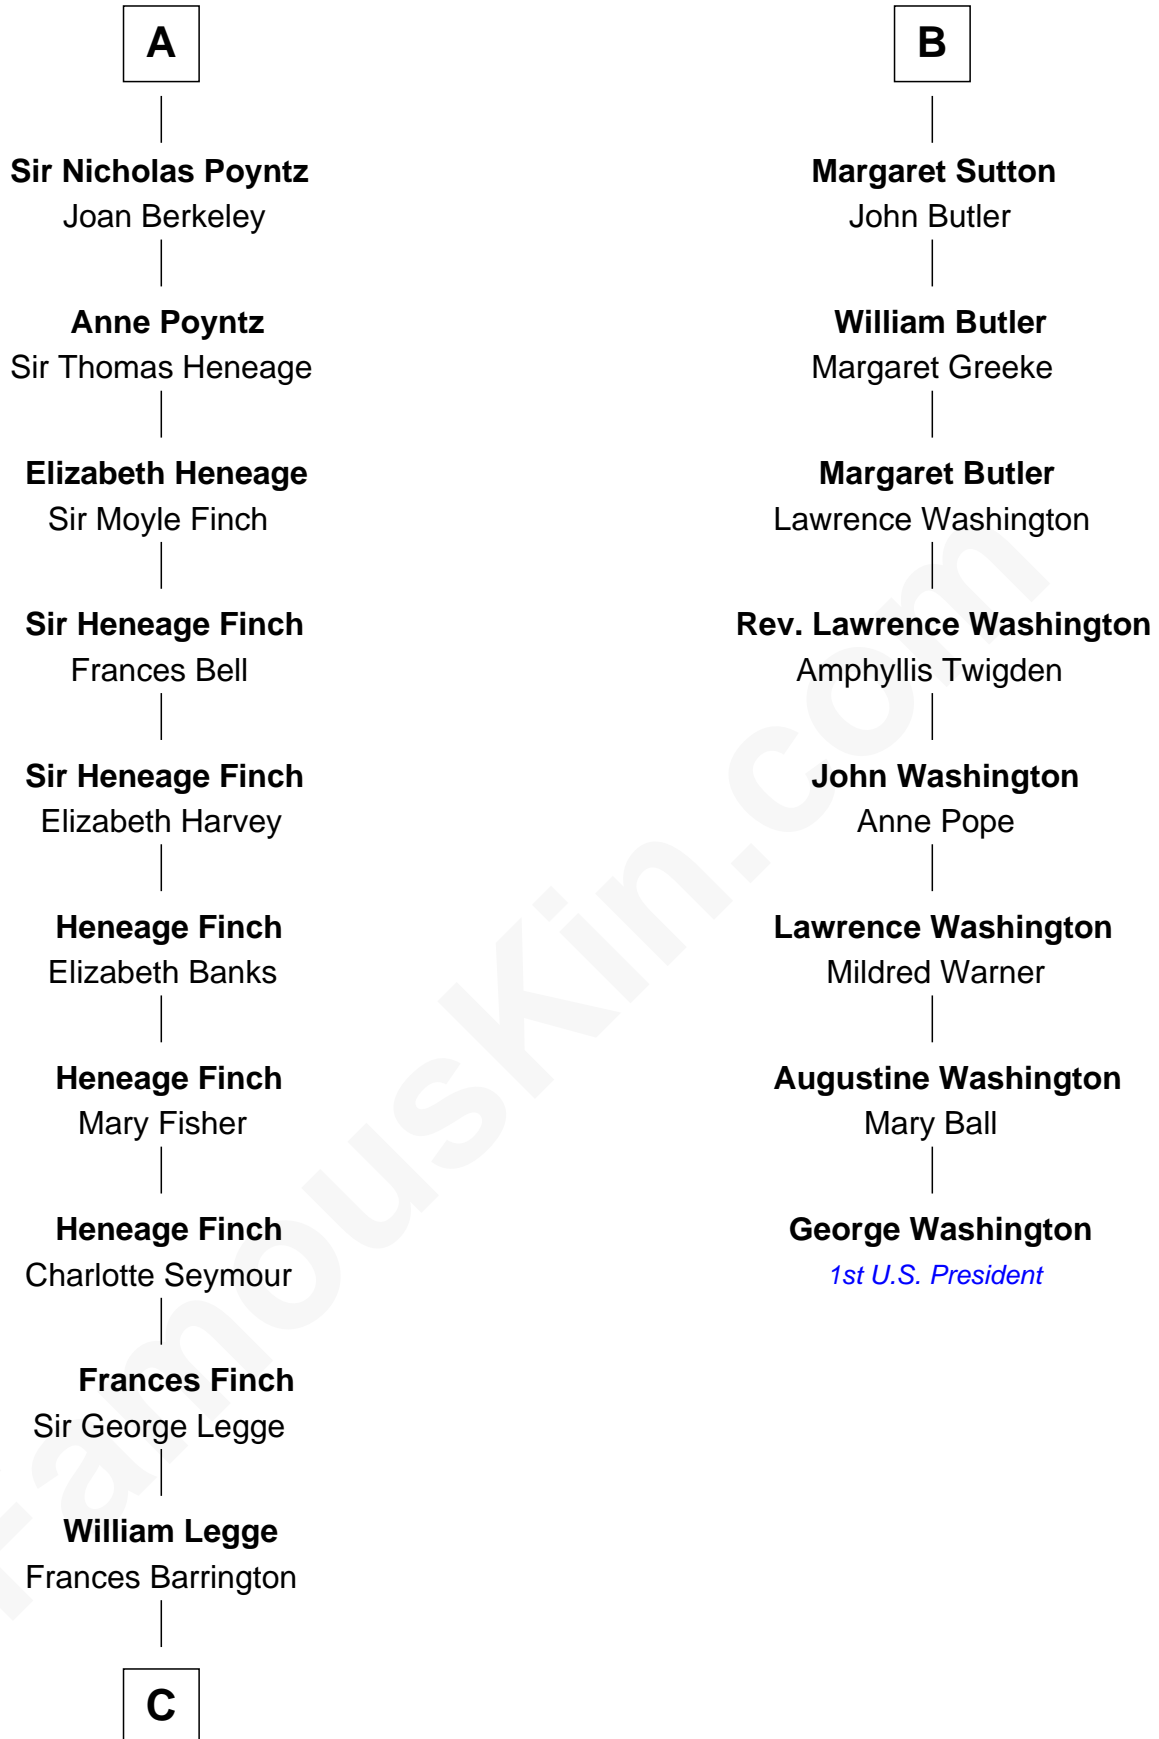 A
Sir Nicholas Poyntz
Joan Berkeley
Anne Poyntz
Sir Thomas Heneage
Elizabeth Heneage
Sir Moyle Finch
Sir Heneage Finch
Frances Bell
Sir Heneage Finch
Elizabeth Harvey
Heneage Finch
Elizabeth Banks
Heneage Finch
Mary Fisher
Heneage Finch
Charlotte Seymour
Frances Finch
Sir George Legge
William Legge
Frances Barrington
C
B
Margaret Sutton
John Butler
William Butler
Margaret Greeke
Margaret Butler
Lawrence Washington
Rev. Lawrence Washington
Amphyllis Twigden
John Washington
Anne Pope
Lawrence Washington
Mildred Warner
Augustine Washington
Mary Ball
George Washington
1st U.S. President
FamousKin.com